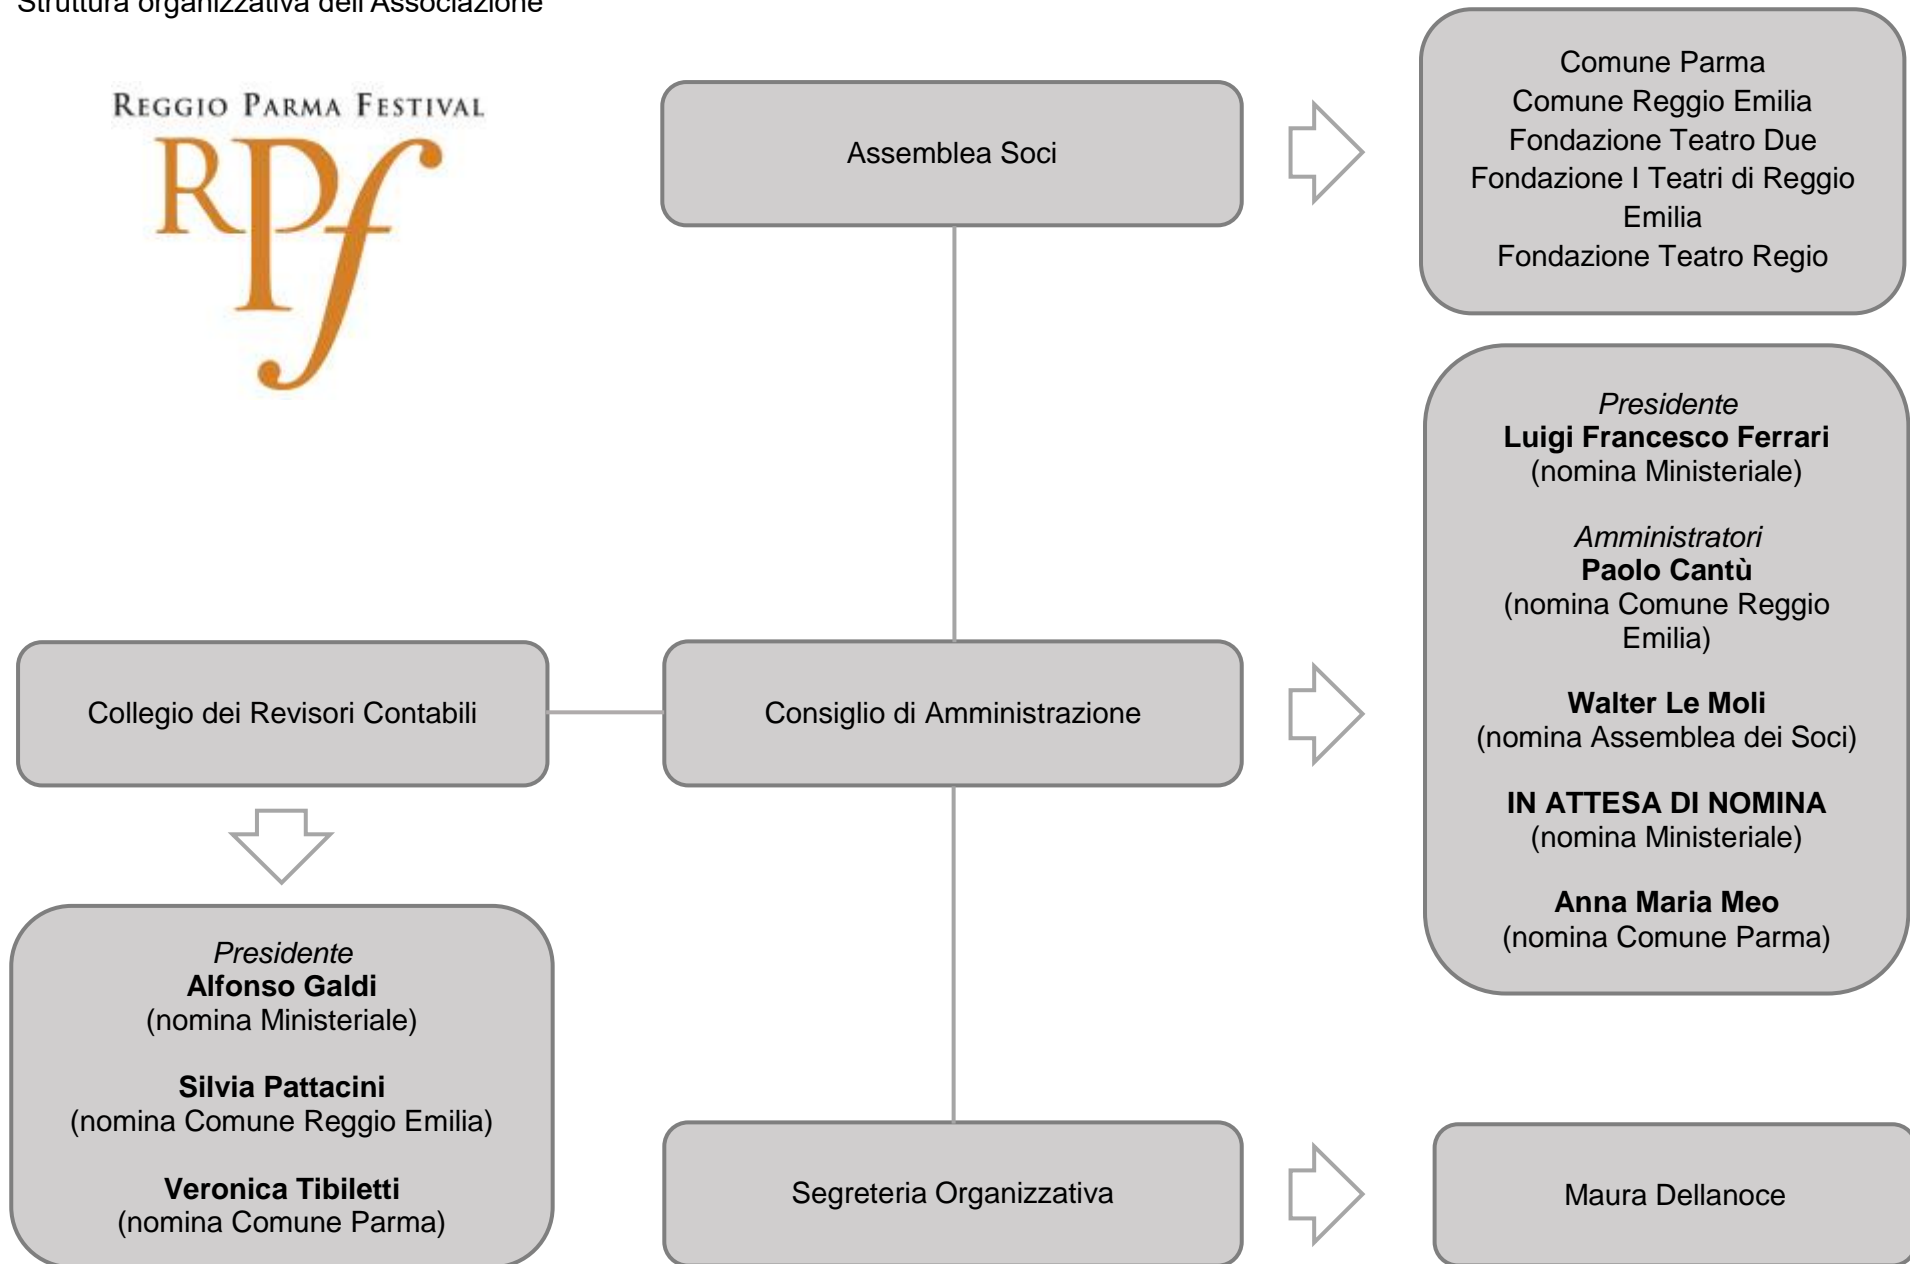 Struttura organizzativa dell'Associazione
REGGIO PARMA FESTIVAL
RPf
Assemblea Soci
Comune Parma
Comune Reggio Emilia
Fondazione Teatro Due
Fondazione I Teatri di Reggio
Emilia
Fondazione Teatro Regio
Collegio dei Revisori Contabili
Consiglio di Amministrazione
Presidente
Luigi Francesco Ferrari
(nomina Ministeriale)
Amministratori
Paolo Cantù
(nomina Comune Reggio
Emilia)
Walter Le Moli
(nomina Assemblea dei Soci)
IN ATTESA DI NOMINA
(nomina Ministeriale)
Anna Maria Meo
(nomina Comune Parma)
Presidente
Alfonso Galdi
(nomina Ministeriale)
Silvia Pattacini
(nomina Comune Reggio Emilia)
Veronica Tibiletti
(nomina Comune Parma)
Segreteria Organizzativa
Maura Dellanoce